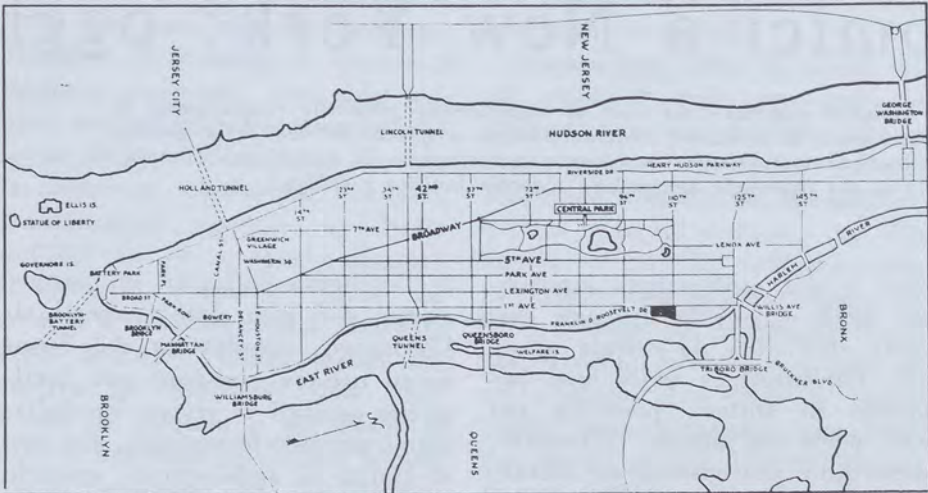 JERSEY CITY
NEW JERSEY
GEORGE
WASHINGTON
BRIDGE
LINCOLN TUNNEL
HUDSON RIVER
HENRY HUDSON PARKWAY
RIVERSIDE DR
HOLLAND TUNNEL
14TH
ST
23RD
ST
34TH
ST
42ND
ST.
57TH
ST
72ND
ST
96TH
ST
110TH
ST
125TH
ST
145TH
ST
ELLIS IS.
STATUE OF LIBERTY
GOVERNORS IS.
CENTRAL PARK
7TH AVE
BROADWAY
GREENWICH
VILLAGE
WASHINGTON SQ
CANAL ST
LENOX AVE
HARLEM RIVER
5TH AVE
PARK AVE
LEXINGTON AVE
1ST AVE
BATTERY PARK
PARK PL
BROAD ST
PARK ROW
BOWERY
DELANCEY ST
E HOUSTON ST
FRANKLIN D. ROOSEVELT DR
WILLIS AVE
BRIDGE
BRONK
BROOKLYN
BATTERY
TUNNEL
BROOKLYN
BRIDGE
MANHATTAN
BRIDGE
QUEENS
TUNNEL
QUEENSBORO
BRIDGE
WELFARE IS.
TRIBORO BRIDGE
BRUCKNER BLVD.
EAST RIVER
WILLIAMSBURG
BRIDGE
BROOKLYN
N
QUEENS